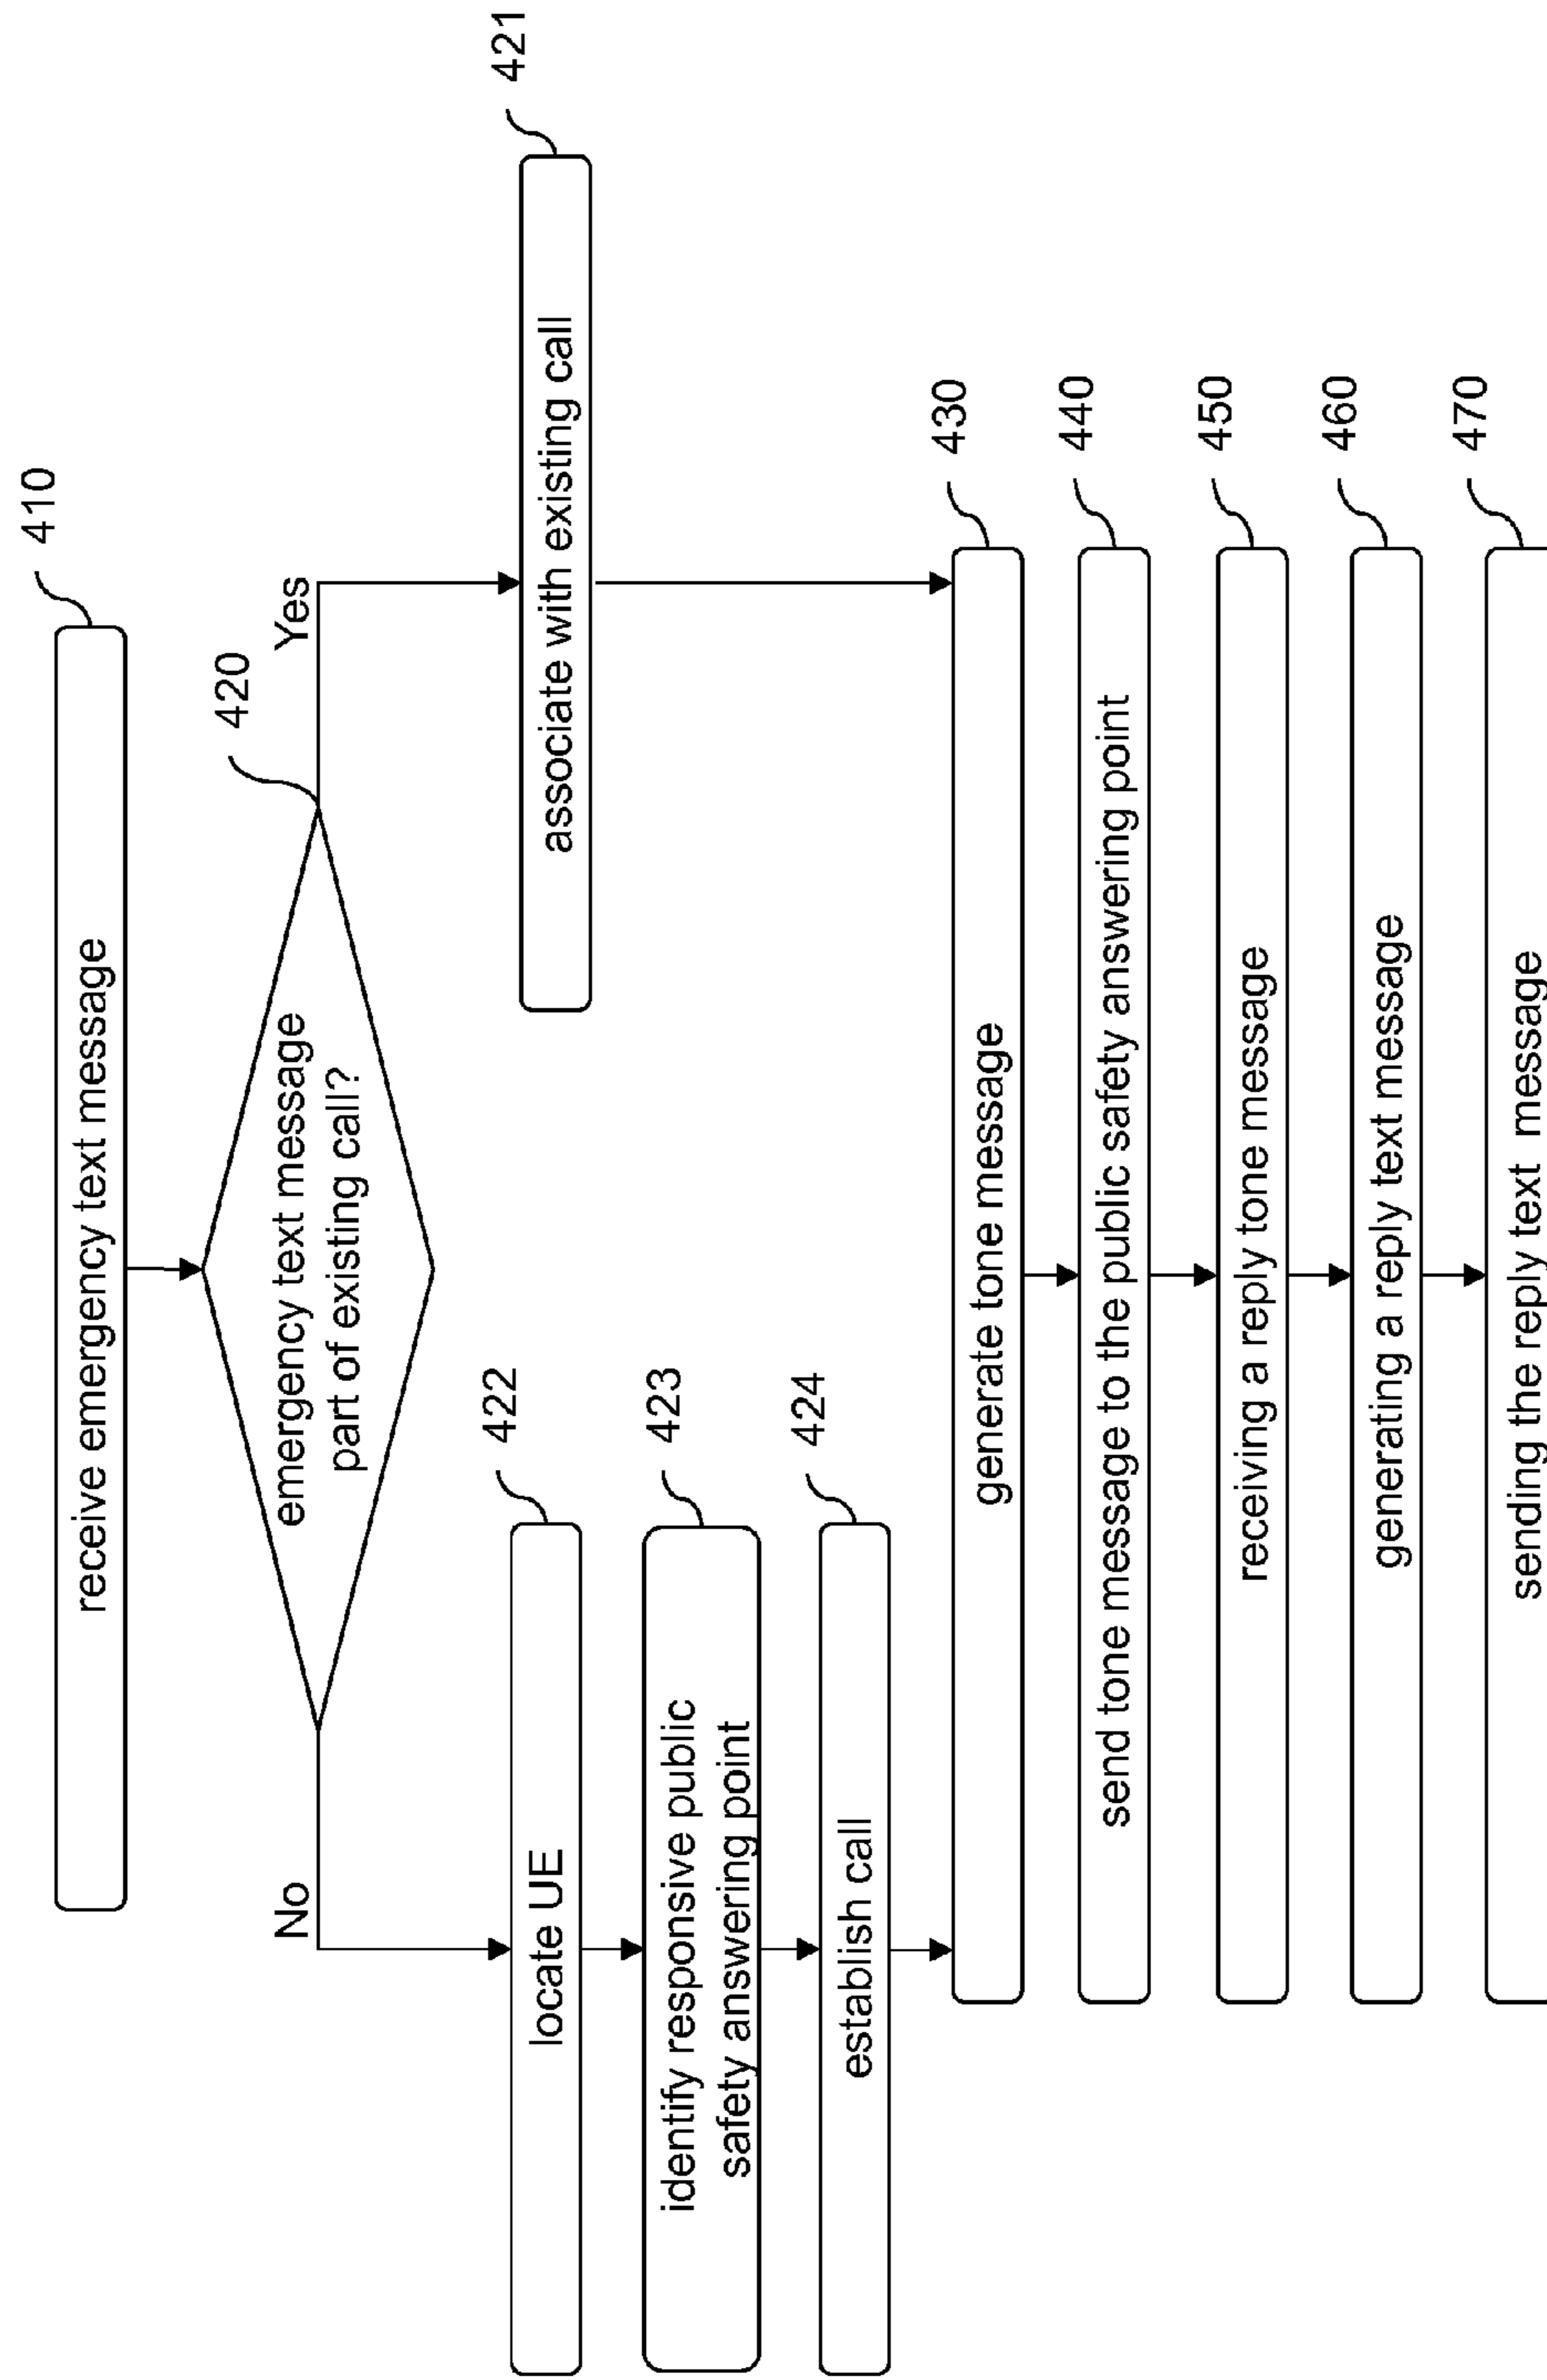 410
receive emergency text message
420
emergency text message
part of existing call?
No
Yes
422
locate UE
421
associate with existing call
423
identify responsive public
safety answering point
424
establish call
430
generate tone message
440
send tone message to the public safety answering point
450
receiving a reply tone message
460
generating a reply text message
470
sending the reply text message